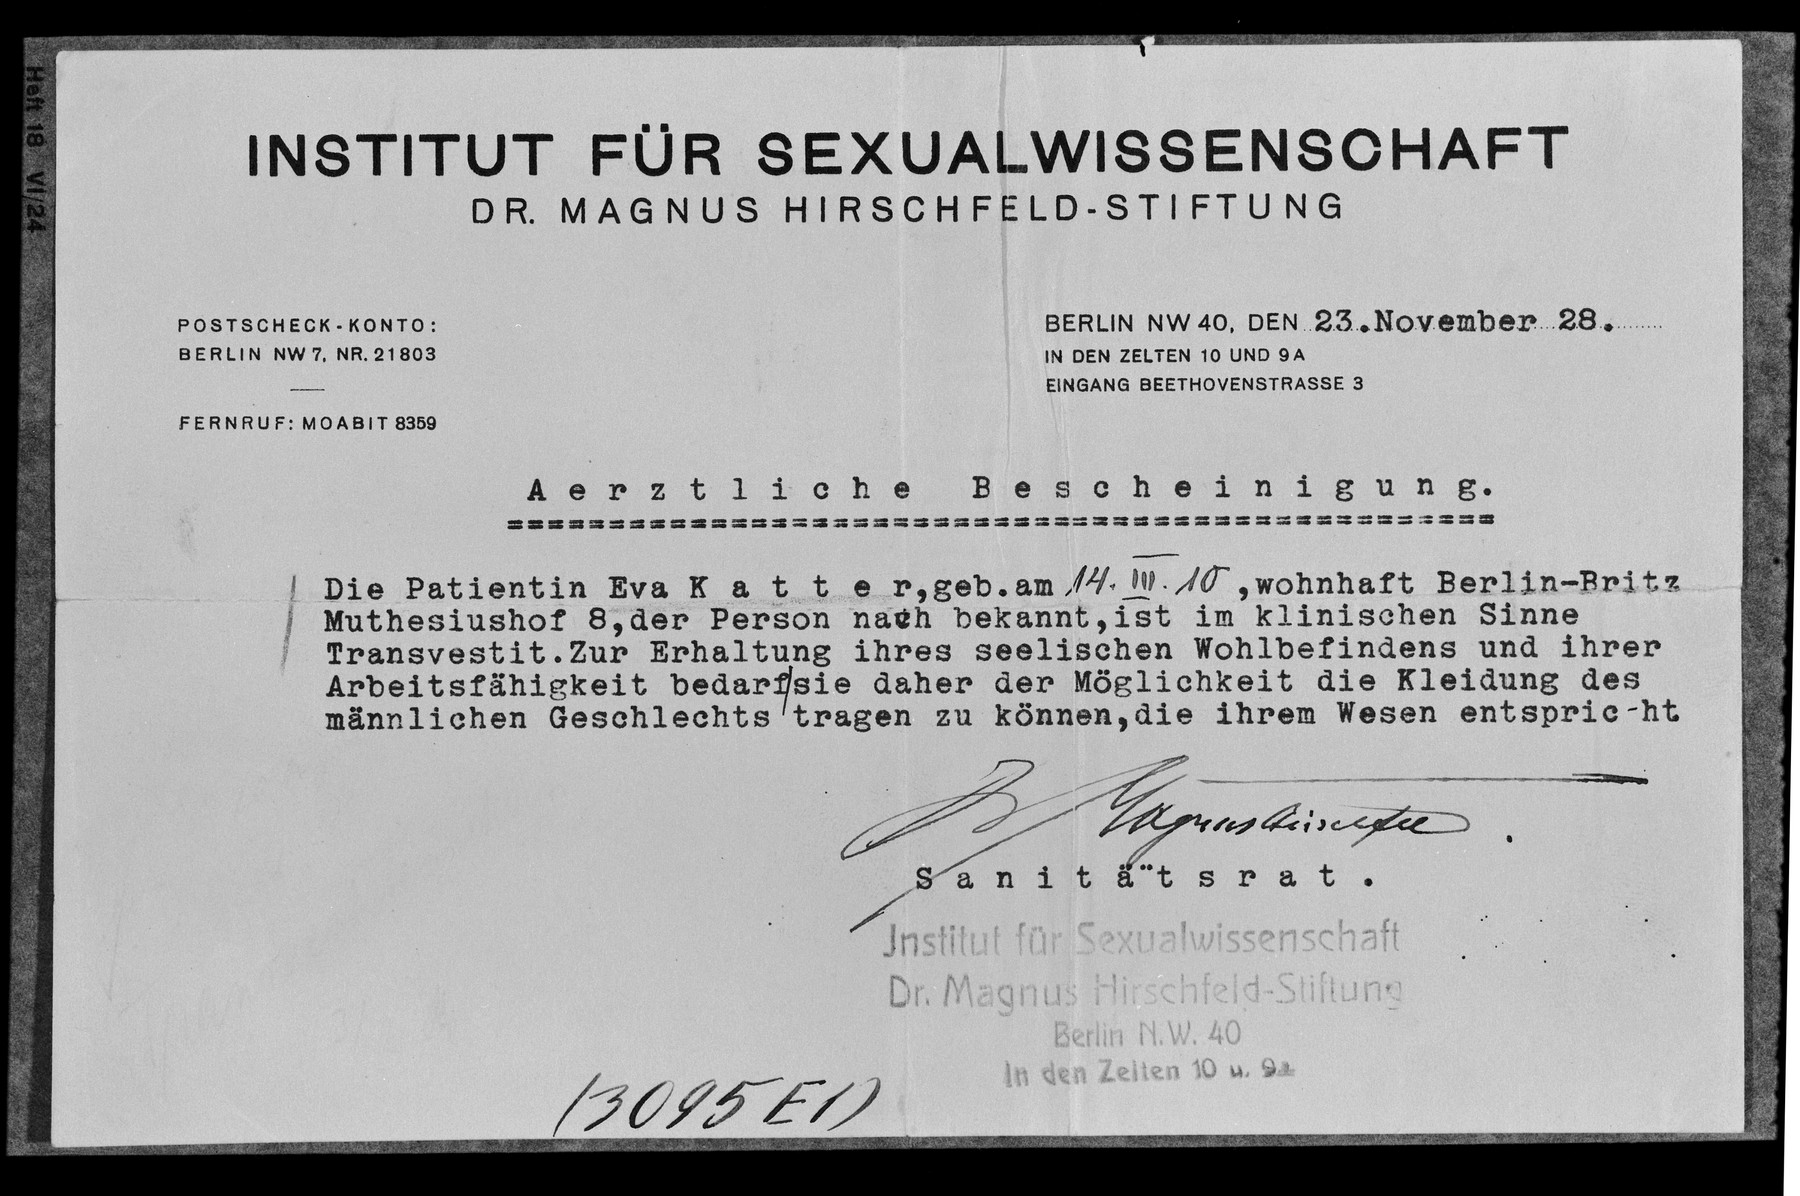 Heft 18 VI/24
INSTITUT FÜR SEXUALWISSENSCHAFT
DR. MAGNUS HIRSCHFELD-STIFTUNG
POSTSCHECK-KONTO:
BERLIN NW 7, NR. 21803
FERNRUF: MOABIT 8359
BERLIN NW 40, DEN 23.November 28.
IN DEN ZELTEN 10 UND 9A
EINGANG BEETHOVENSTRASSE 3
Aerztliche Bescheinigung.
Die Patientin Eva K a t t e r,geb.am 14. III. 10 ,wohnhaft Berlin-Britz
Muthesiushof 8,der Person nach bekannt,ist im klinischen Sinne
Transvestit.Zur Erhaltung ihres seelischen Wohlbefindens und ihrer
Arbeitsfähigkeit bedarf/sie daher der Möglichkeit die Kleidung des
männlichen Geschlechts tragen zu können,die ihrem Wesen entspric-ht
Dr Magnus Hirschfeld
S a n i t ä t s r a t .
Institut für Sexualwissenschaft
Dr. Magnus Hirschfeld-Stiftung
Berlin N.W. 40
In den Zelten 10 u. 9a
(3095 E1)